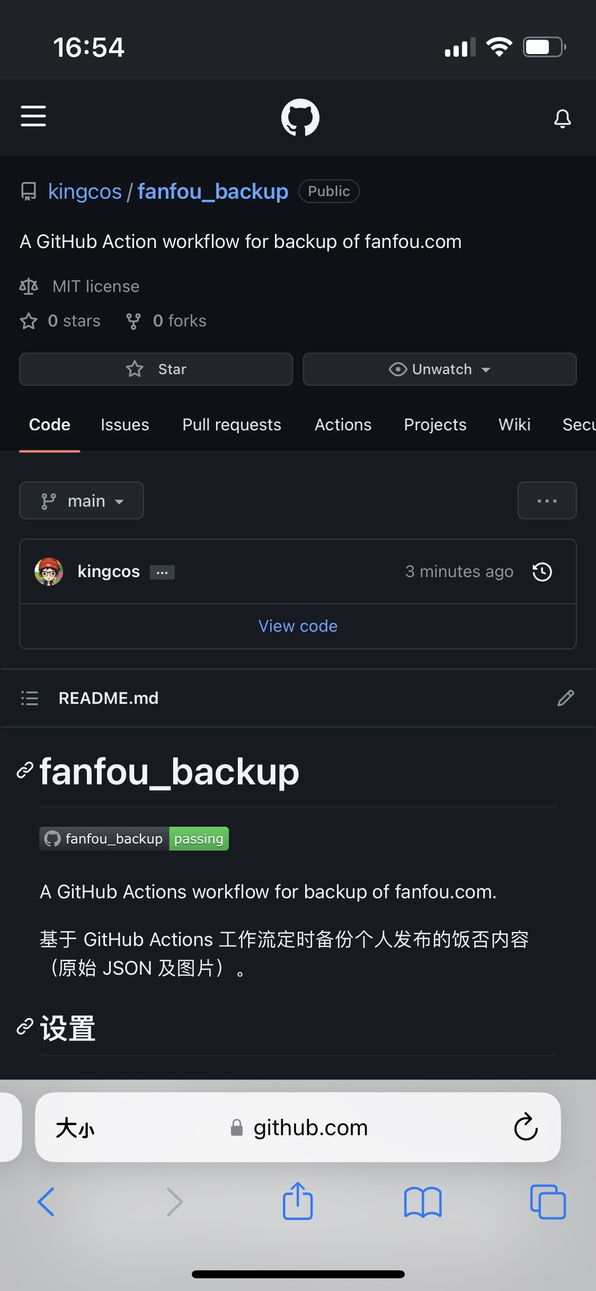 16:54
kingcos / fanfou_backup Public
A GitHub Action workflow for backup of fanfou.com
MIT license
0 stars 0 forks
Star Unwatch
Code Issues Pull requests Actions Projects Wiki Secu
main ...
kingcos ... 3 minutes ago
View code
README.md
fanfou_backup
fanfou_backup passing
A GitHub Actions workflow for backup of fanfou.com.
基于 GitHub Actions 工作流定时备份个人发布的饭否内容
（原始 JSON 及图片）。
设置
大小 github.com